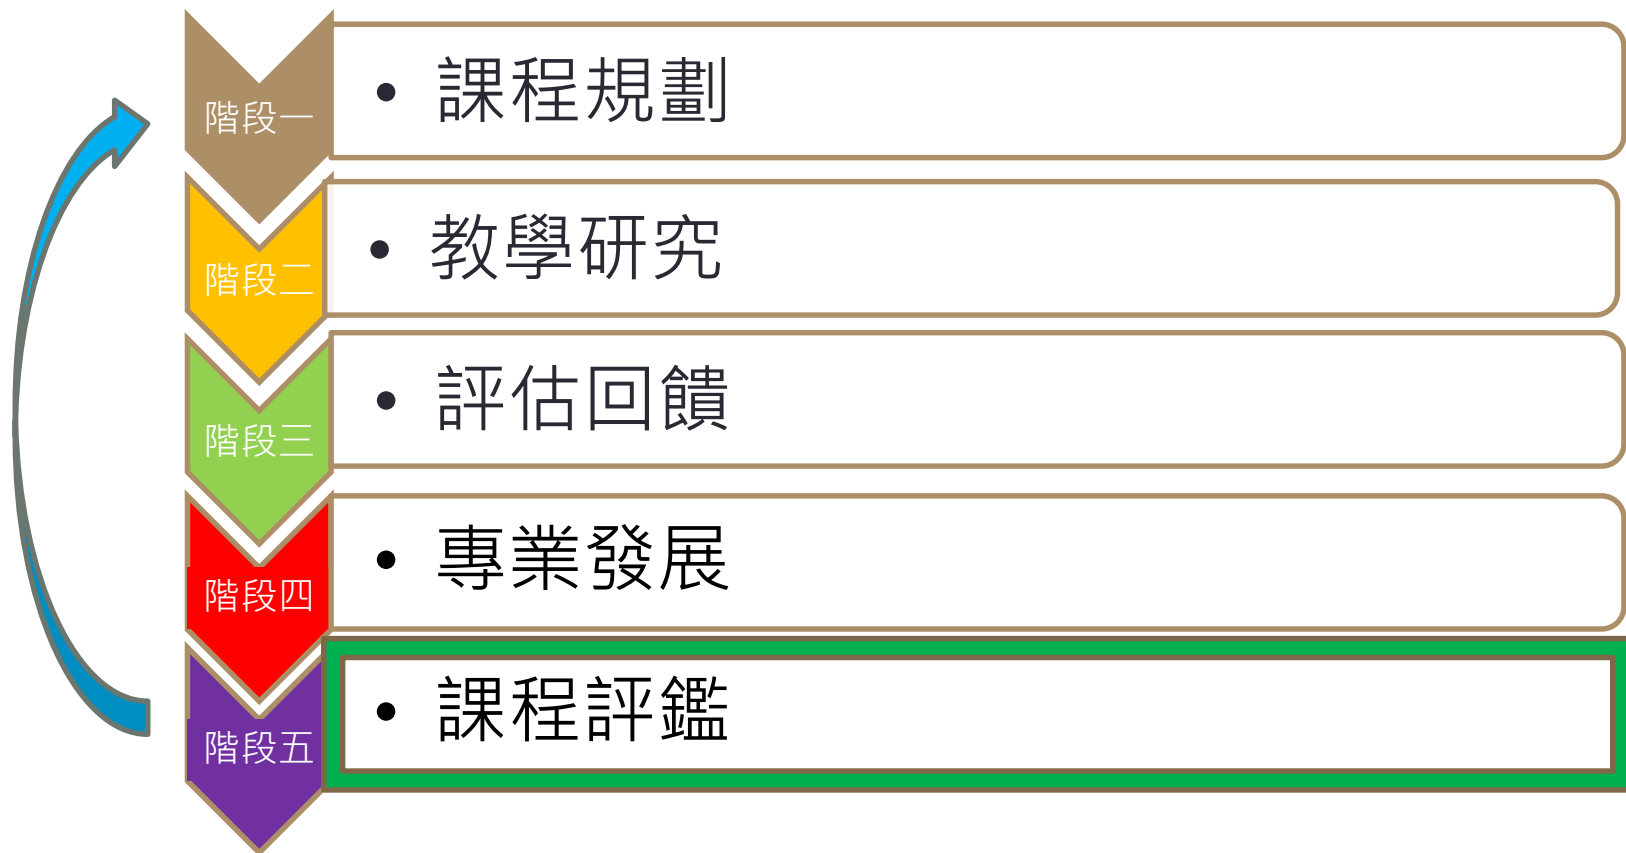 階段一
• 課程規劃
階段二
• 教學研究
階段三
• 評估回饋
階段四
• 專業發展
階段五
• 課程評鑑